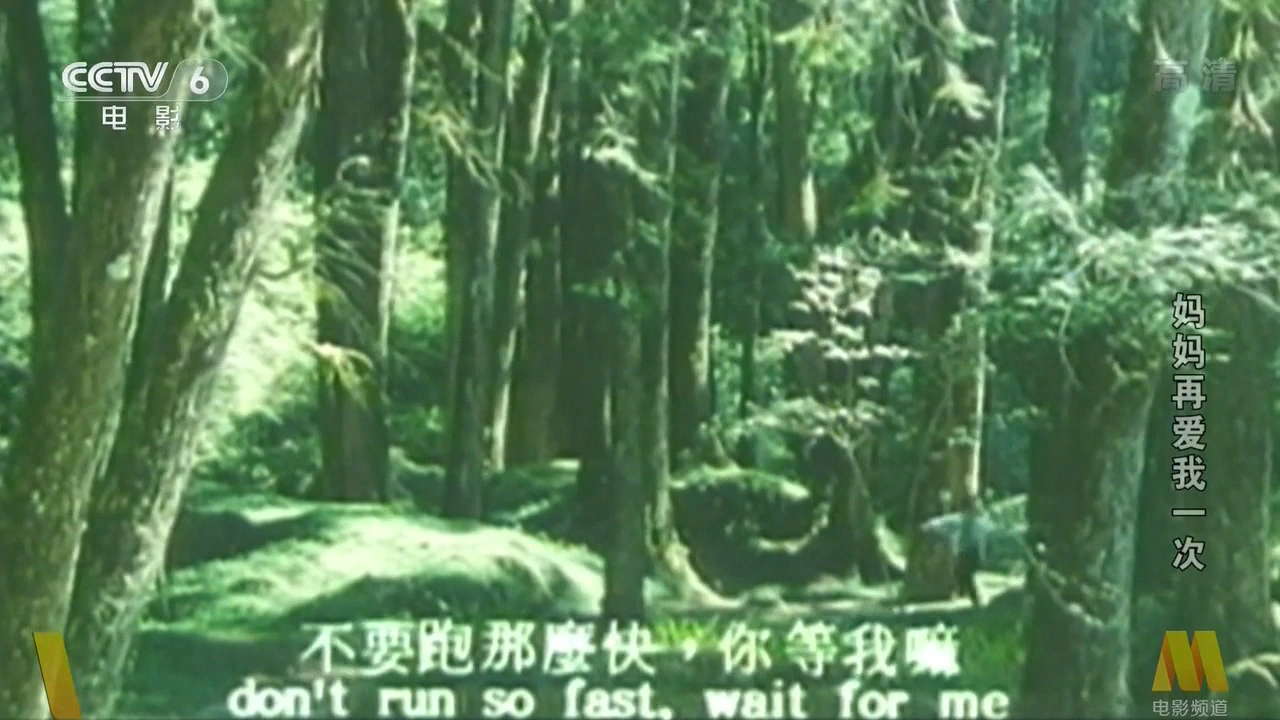 CCTV 6
电影
高清
妈妈再爱我一次
不要跑那麼快，你等我嘛
don't run so fast, wait for me
电影频道